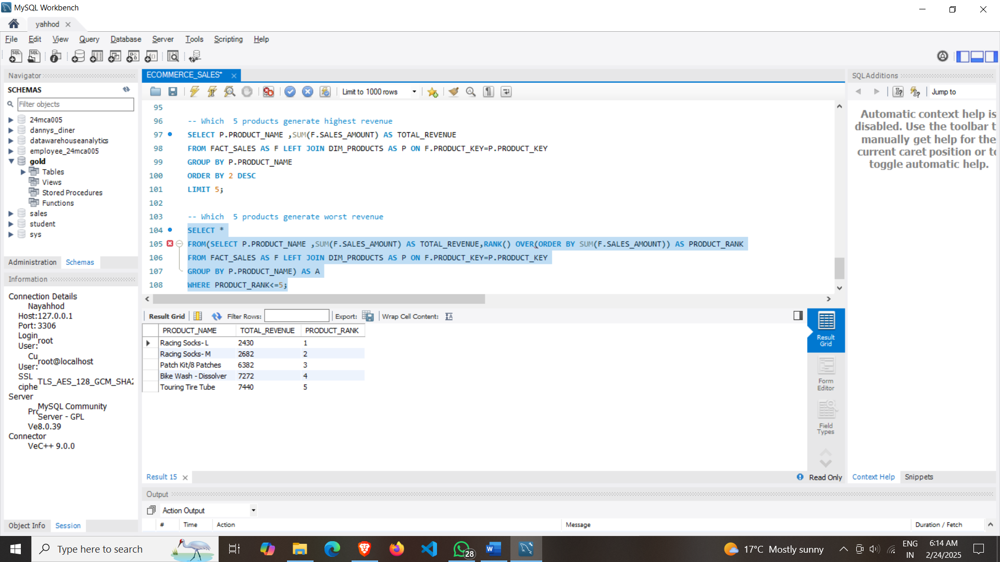 MySQL Workbench
yahhod
File Edit View Query Database Server Tools Scripting Help
Navigator
SCHEMAS
Filter objects
24mca005
dannys_diner
datawarehouseanalytics
employee_24mca005
gold
Tables
Views
Stored Procedures
Functions
sales
student
sys
Administration Schemas
Information
Connection Details
Nayahhod
Host:127.0.0.1
Port: 3306
Login
User: root
Cu
User: root@localhost
SSL
ciphe TLS_AES_128_GCM_SHA2
Server
Pro MySQL Community
Server - GPL
Ve8.0.39
Connector
VeC++ 9.0.0
Object Info Session
ECOMMERCE_SALES*
Limit to 1000 rows
95
96 -- Which  5 products generate highest revenue
97 SELECT P.PRODUCT_NAME ,SUM(F.SALES_AMOUNT) AS TOTAL_REVENUE
98 FROM FACT_SALES AS F LEFT JOIN DIM_PRODUCTS AS P ON F.PRODUCT_KEY=P.PRODUCT_KEY
99 GROUP BY P.PRODUCT_NAME
100 ORDER BY 2 DESC
101 LIMIT 5;
102
103 -- Which  5 products generate worst revenue
104 SELECT *
105 FROM(SELECT P.PRODUCT_NAME ,SUM(F.SALES_AMOUNT) AS TOTAL_REVENUE,RANK() OVER(ORDER BY SUM(F.SALES_AMOUNT)) AS PRODUCT_RANK
106 FROM FACT_SALES AS F LEFT JOIN DIM_PRODUCTS AS P ON F.PRODUCT_KEY=P.PRODUCT_KEY
107 GROUP BY P.PRODUCT_NAME) AS A
108 WHERE PRODUCT_RANK<=5;
Result Grid Filter Rows: Export: Wrap Cell Content:
PRODUCT_NAME TOTAL_REVENUE PRODUCT_RANK
Racing Socks- L 2430 1
Racing Socks- M 2682 2
Patch Kit/8 Patches 6382 3
Bike Wash - Dissolver 7272 4
Touring Tire Tube 7440 5
Result
Grid
Form
Editor
Field
Types
Result 15
Read Only
Output
Action Output
# Time Action Message Duration / Fetch
SQLAdditions
Jump to
Automatic context help is
disabled. Use the toolbar t
manually get help for the
current caret position or to
toggle automatic help.
Context Help Snippets
Type here to search
28
17°C Mostly sunny
ENG
IN
6:14 AM
2/24/2025